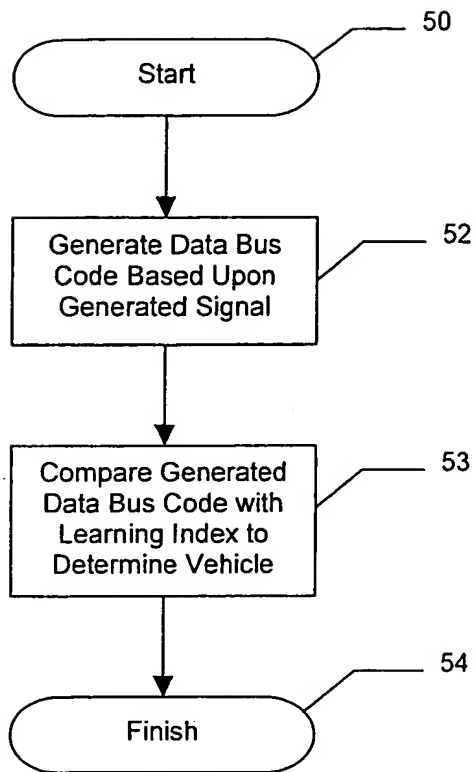 50
Start
52
Generate Data Bus
Code Based Upon
Generated Signal
53
Compare Generated
Data Bus Code with
Learning Index to
Determine Vehicle
54
Finish